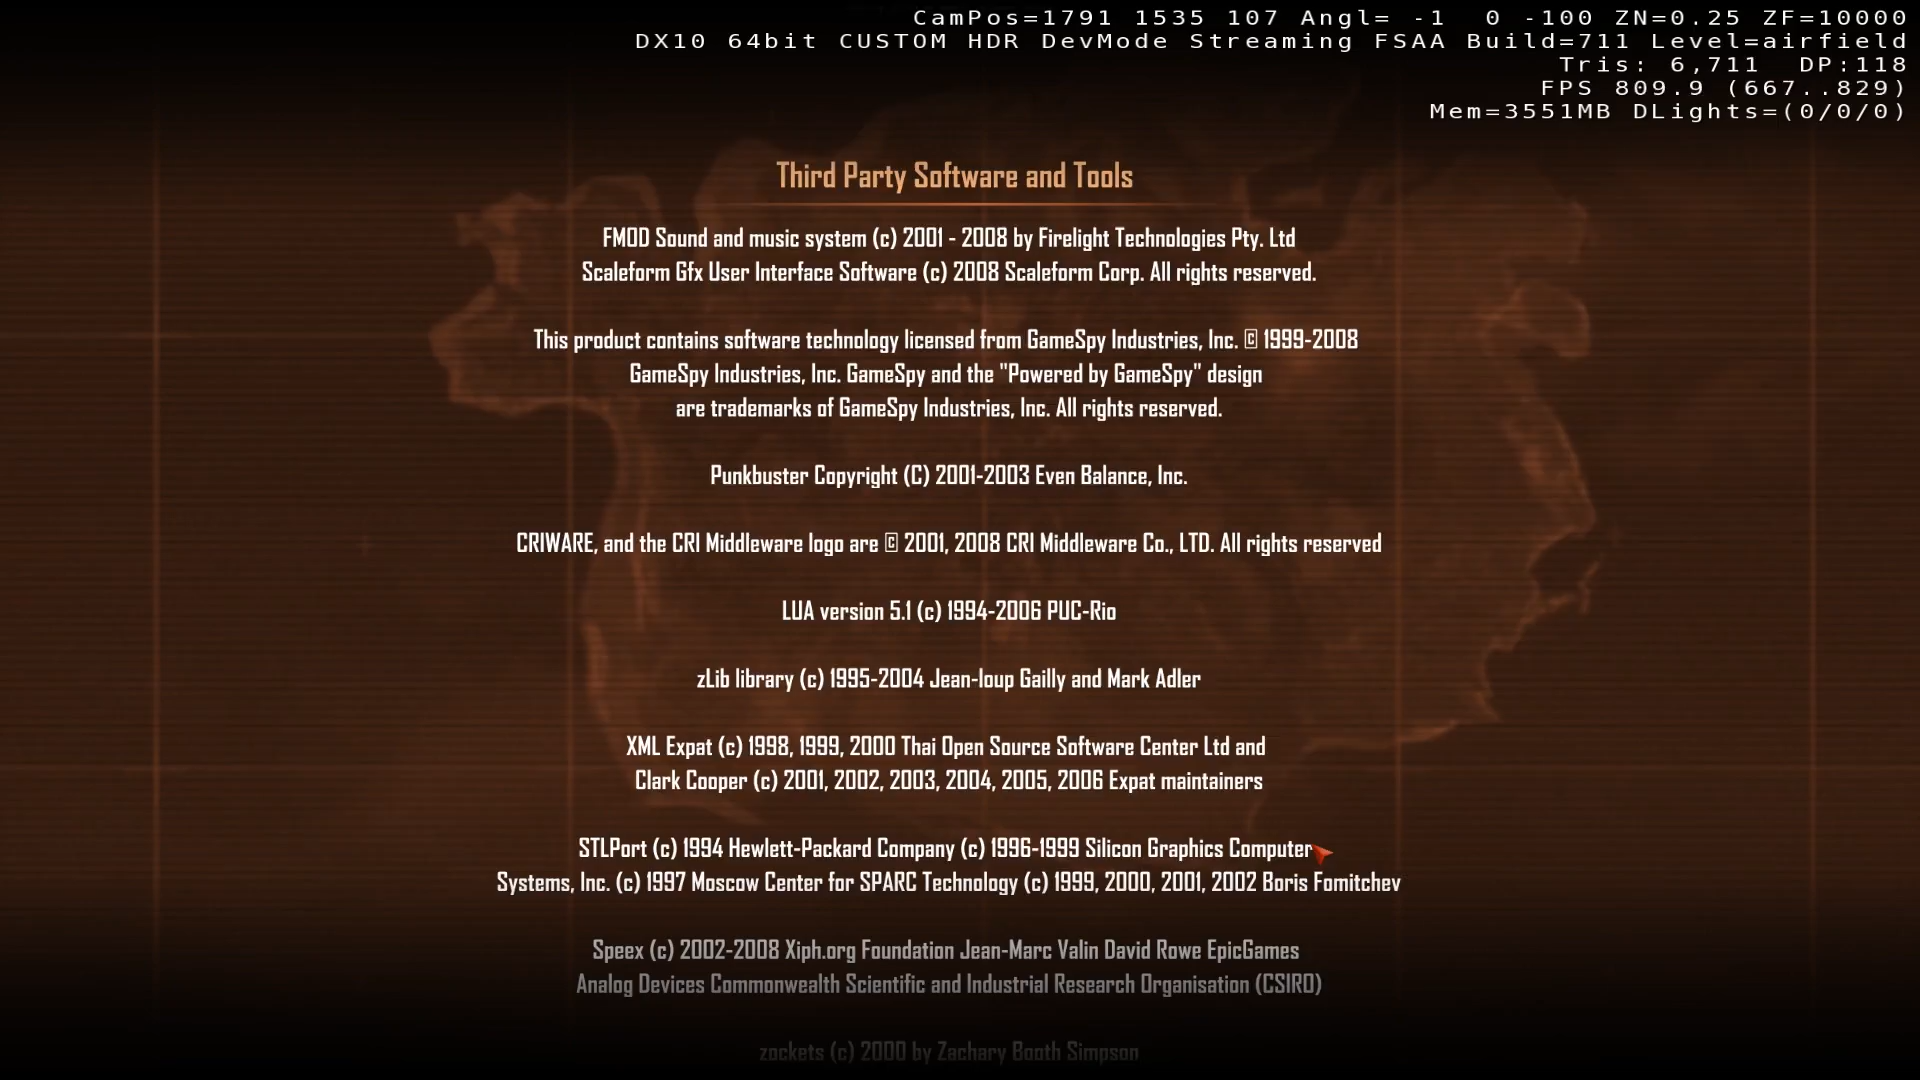 CamPos=1791 1535 107 Angl= -1 0 -100 ZN=0.25 ZF=10000
DX10 64bit CUSTOM HDR DevMode Streaming FSAA Build=711 Level=airfield
Tris: 6,711 DP:118
FPS 809.9 (667..829)
Mem=3551MB DLights=(0/0/0)
Third Party Software and Tools
FMOD Sound and music system (c) 2001 - 2008 by Firelight Technologies Pty. Ltd
Scaleform Gfx User Interface Software (c) 2008 Scaleform Corp. All rights reserved.
This product contains software technology licensed from GameSpy Industries, Inc. © 1999-2008
GameSpy Industries, Inc. GameSpy and the "Powered by GameSpy" design
are trademarks of GameSpy Industries, Inc. All rights reserved.
Punkbuster Copyright (C) 2001-2003 Even Balance, Inc.
CRIWARE, and the CRI Middleware logo are © 2001, 2008 CRI Middleware Co., LTD. All rights reserved
LUA version 5.1 (c) 1994-2006 PUC-Rio
zLib library (c) 1995-2004 Jean-loup Gailly and Mark Adler
XML Expat (c) 1998, 1999, 2000 Thai Open Source Software Center Ltd and
Clark Cooper (c) 2001, 2002, 2003, 2004, 2005, 2006 Expat maintainers
STLPort (c) 1994 Hewlett-Packard Company (c) 1996-1999 Silicon Graphics Computer
Systems, Inc. (c) 1997 Moscow Center for SPARC Technology (c) 1999, 2000, 2001, 2002 Boris Fomitchev
Speex (c) 2002-2008 Xiph.org Foundation Jean-Marc Valin David Rowe EpicGames
Analog Devices Commonwealth Scientific and Industrial Research Organisation (CSIRO)
zockets (c) 2000 by Zachary Booth Simpson